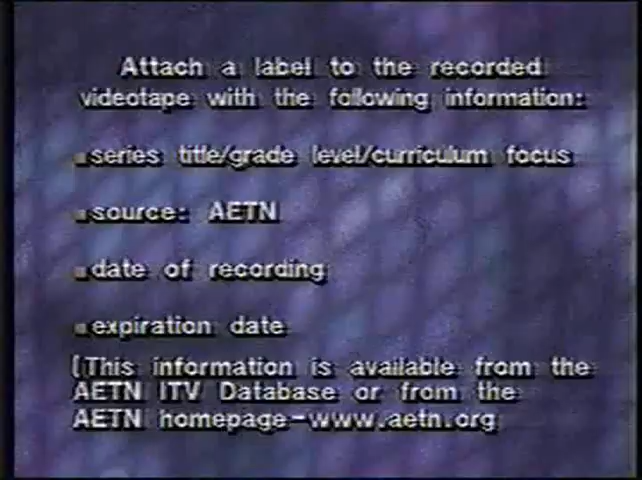 Attach a label to the recorded
videotape with the following information:
series title/grade level/curriculum focus
source: AETN
date of recording
expiration date
(This information is available from the
AETN ITV Database or from the
AETN homepage-www.aetn.org